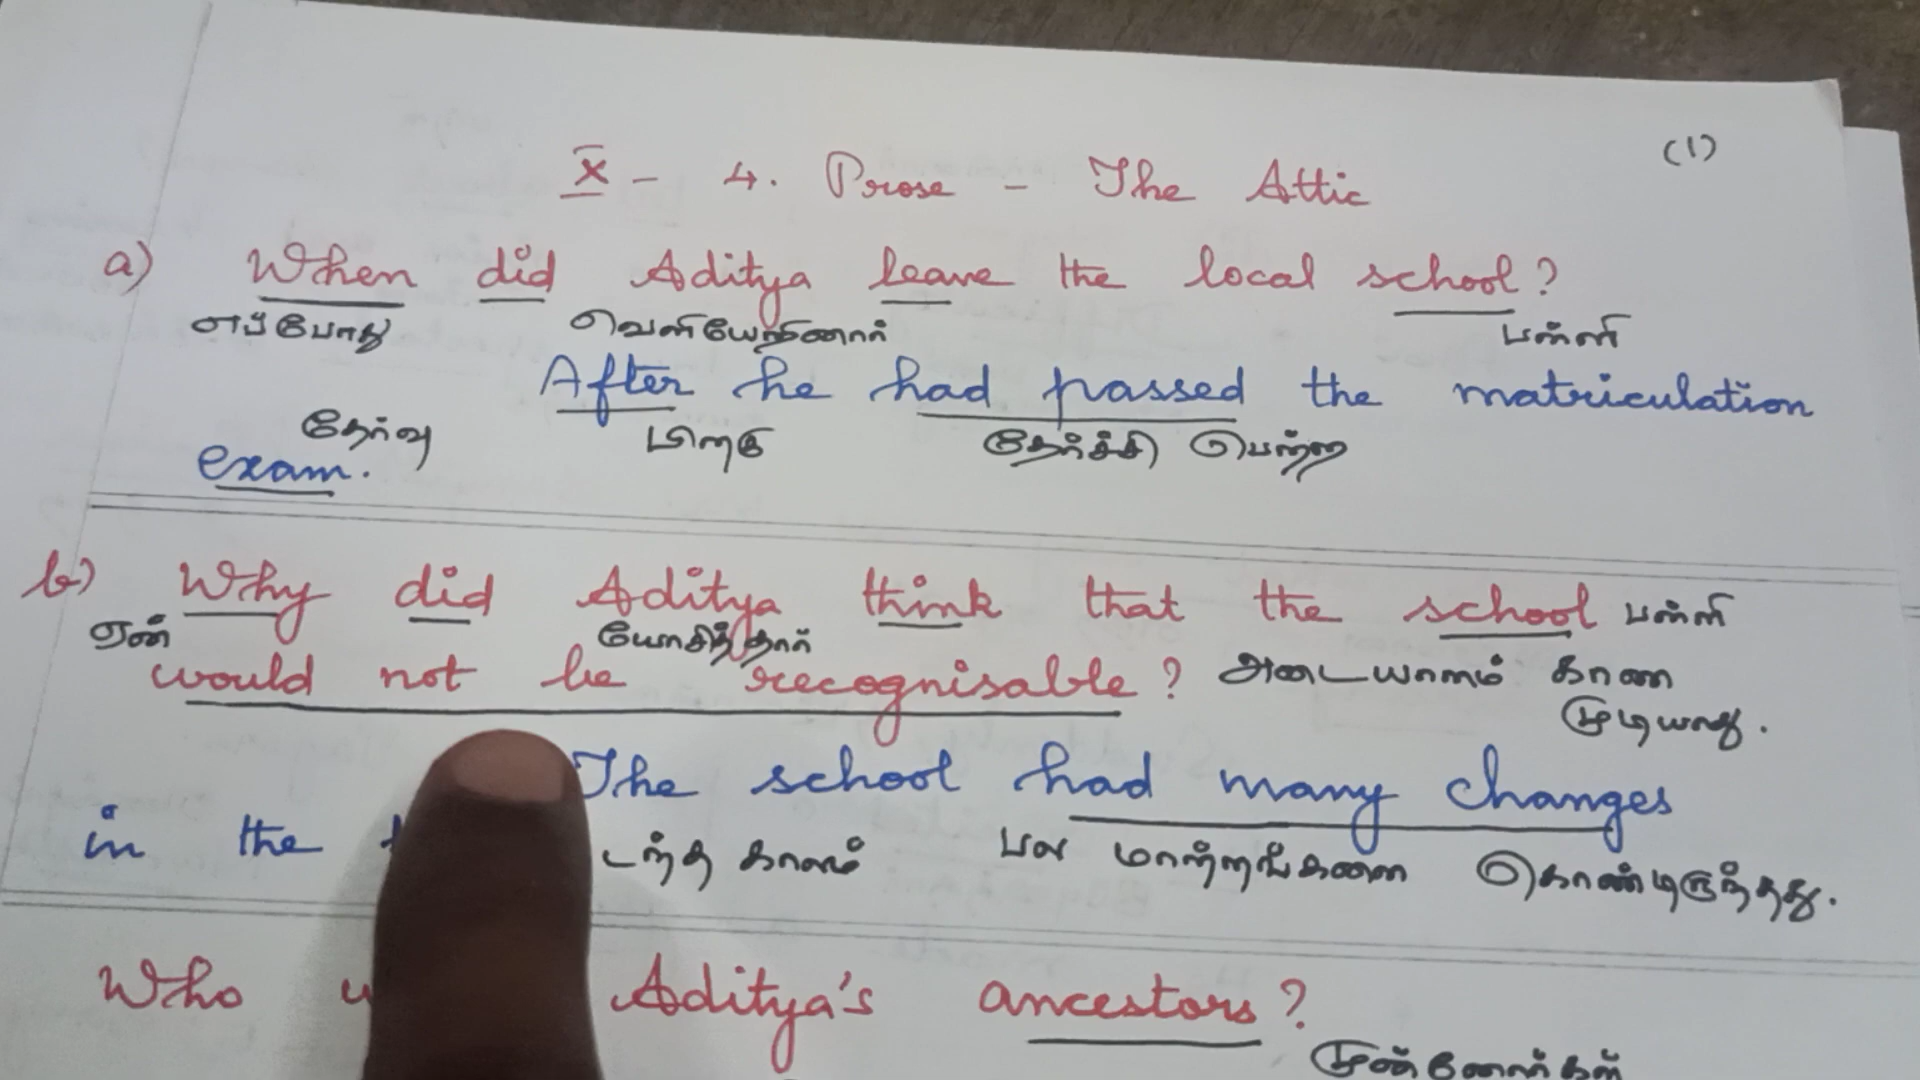 (1)
X - 4. Prose - The Attic
a) When did Aditya leave the local school?
எப்போது வெளியேறினார் பள்ளி
After he had passed the matriculation
தேர்வு பிறகு தேர்ச்சி பெற்ற
exam.
b) Why did Aditya think that the school பள்ளி
ஏன் யோசித்தார்
would not be recognisable? அடையாளம் காண
முடியாது.
The school had many changes
in the டந்த காலம் பல மாற்றங்களை கொண்டிருந்தது.
Who Aditya's ancestors?
முன்னோர்கள்